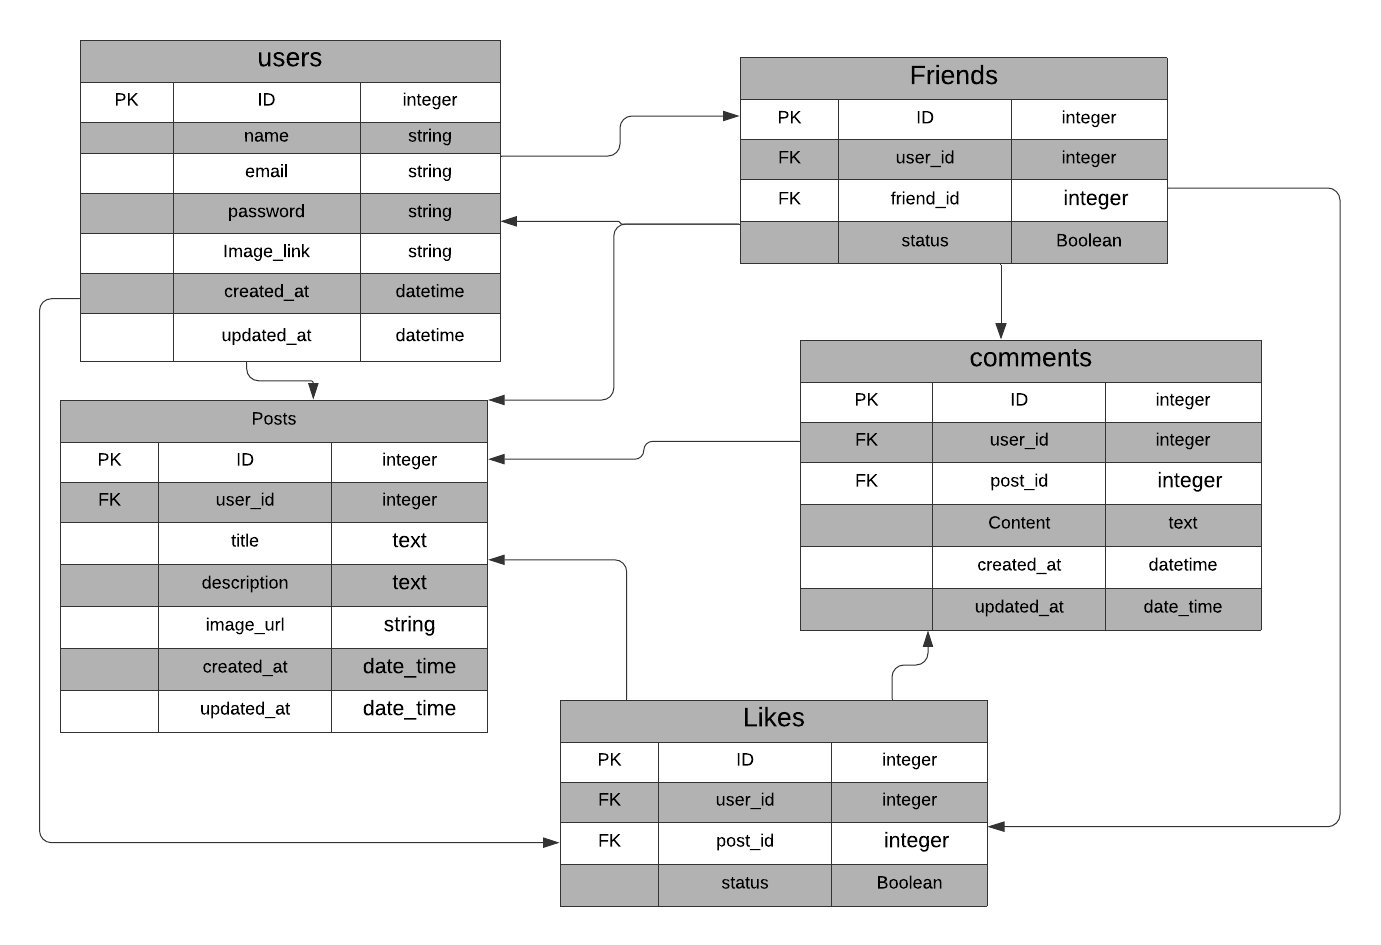 users
PK ID integer
name string
email string
password string
Image_link string
created_at datetime
updated_at datetime
Friends
PK ID integer
FK user_id integer
FK friend_id integer
status Boolean
Posts
PK ID integer
FK user_id integer
title text
description text
image_url string
created_at date_time
updated_at date_time
comments
PK ID integer
FK user_id integer
FK post_id integer
Content text
created_at datetime
updated_at date_time
Likes
PK ID integer
FK user_id integer
FK post_id integer
status Boolean